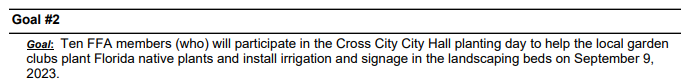 Goal #2
Goal: Ten FFA members (who) will participate in the Cross City City Hall planting day to help the local garden
clubs plant Florida native plants and install irrigation and signage in the landscaping beds on September 9,
2023.